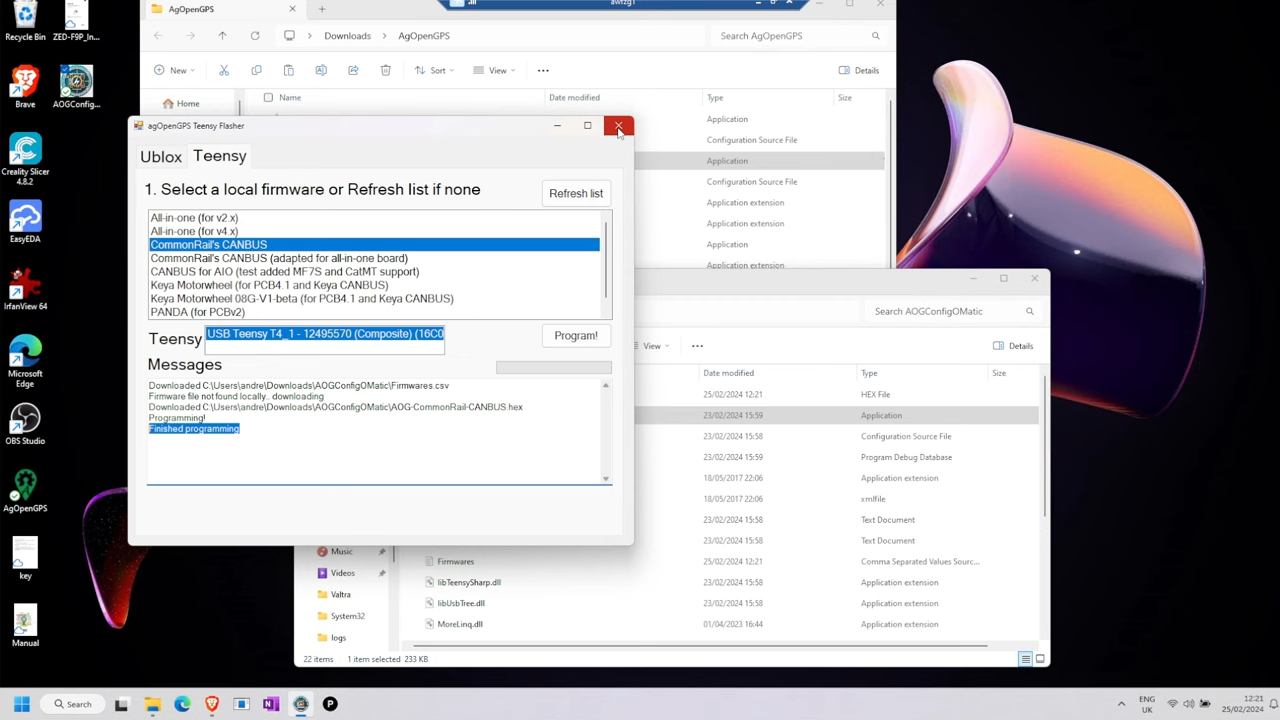 Recycle Bin
ZED-F9P_In...
Brave
AOGConfig...
Creality Slicer
4.8.2
EasyEDA
IrfanView 64
Microsoft
Edge
OBS Studio
AgOpenGPS
key
Manual
AgOpenGPS
Downloads
AgOpenGPS
Search AgOpenGPS
New
Sort
View
Details
Home
Name
Date modified
Type
Size
Application
Configuration Source File
Application
Configuration Source File
Application extension
Application extension
Application
Application extension
agOpenGPS Teensy Flasher
Ublox
Teensy
1. Select a local firmware or Refresh list if none
Refresh list
All-in-one (for v2.x)
All-in-one (for v4.x)
CommonRail's CANBUS
CommonRail's CANBUS (adapted for all-in-one board)
CANBUS for AIO (test added MF7S and CatMT support)
Keya Motorwheel (for PCB4.1 and Keya CANBUS)
Keya Motorwheel 08G-V1-beta (for PCB4.1 and Keya CANBUS)
PANDA (for PCBv2)
Teensy
USB Teensy T4_1 - 12495570 (Composite) (16C0
Program!
Messages
Downloaded C:\Users\andre\Downloads\AOGConfigOMatic\Firmwares.csv
Firmware file not found locally.. downloading
Downloaded C:\Users\andre\Downloads\AOGConfigOMatic\AOG-CommonRail-CANBUS.hex
Programming!
Finished programming
Search AOGConfigOMatic
View
Details
Date modified
Type
Size
25/02/2024 12:21 HEX File
23/02/2024 15:59 Application
23/02/2024 15:58 Configuration Source File
23/02/2024 15:59 Program Debug Database
18/05/2017 22:06 Application extension
18/05/2017 22:06 xmlfile
23/02/2024 15:58 Text Document
23/02/2024 15:58 Text Document
Firmwares 25/02/2024 12:21 Comma Separated Values Sourc...
libTeensySharp.dll 23/02/2024 15:58 Application extension
libUsbTree.dll 23/02/2024 15:58 Application extension
MoreLinq.dll 01/04/2023 16:44 Application extension
Music
Videos
Valtra
System32
logs
22 items
1 item selected 233 KB
Search
ENG
UK
12:21
25/02/2024